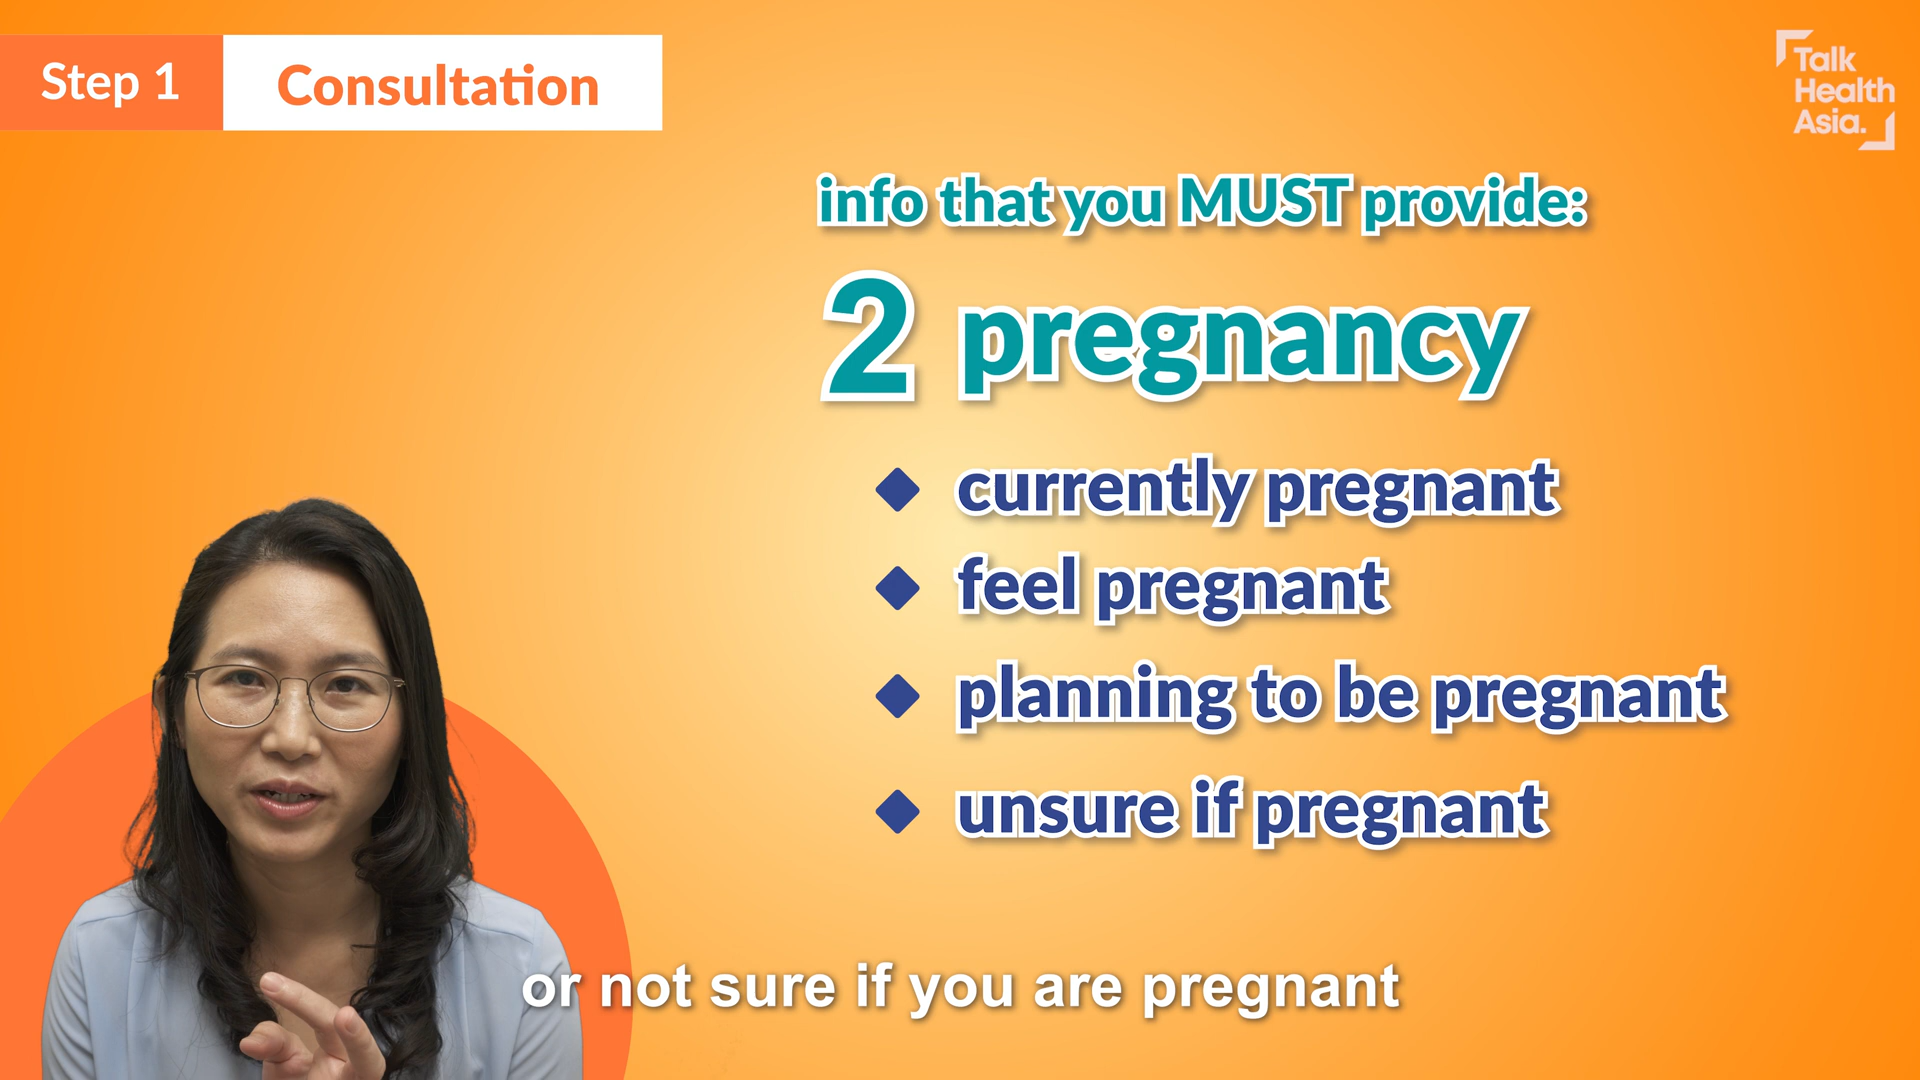 Step 1
Consultation
Talk
Health
Asia.
info that you MUST provide:
2 pregnancy
currently pregnant
feel pregnant
planning to be pregnant
unsure if pregnant
or not sure if you are pregnant